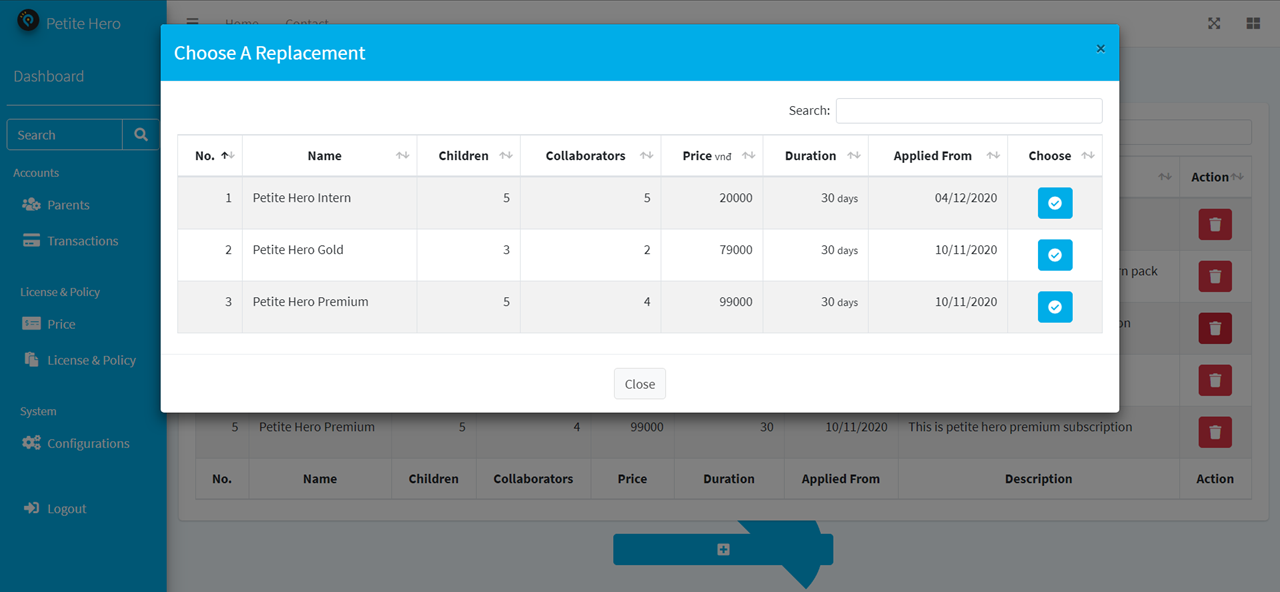 Petite Hero
Home Contact
Dashboard
Search
Accounts
Parents
Transactions
License & Policy
Price
License & Policy
System
Configurations
Logout
Choose A Replacement ×
Search:
No. Name Children Collaborators Price vnđ Duration Applied From Choose
1 Petite Hero Intern 5 5 20000 30 days 04/12/2020
2 Petite Hero Gold 3 2 79000 30 days 10/11/2020
3 Petite Hero Premium 5 4 99000 30 days 10/11/2020
Close
Action
pack
5 Petite Hero Premium 5 4 99000 30 10/11/2020 This is petite hero premium subscription
No. Name Children Collaborators Price Duration Applied From Description Action